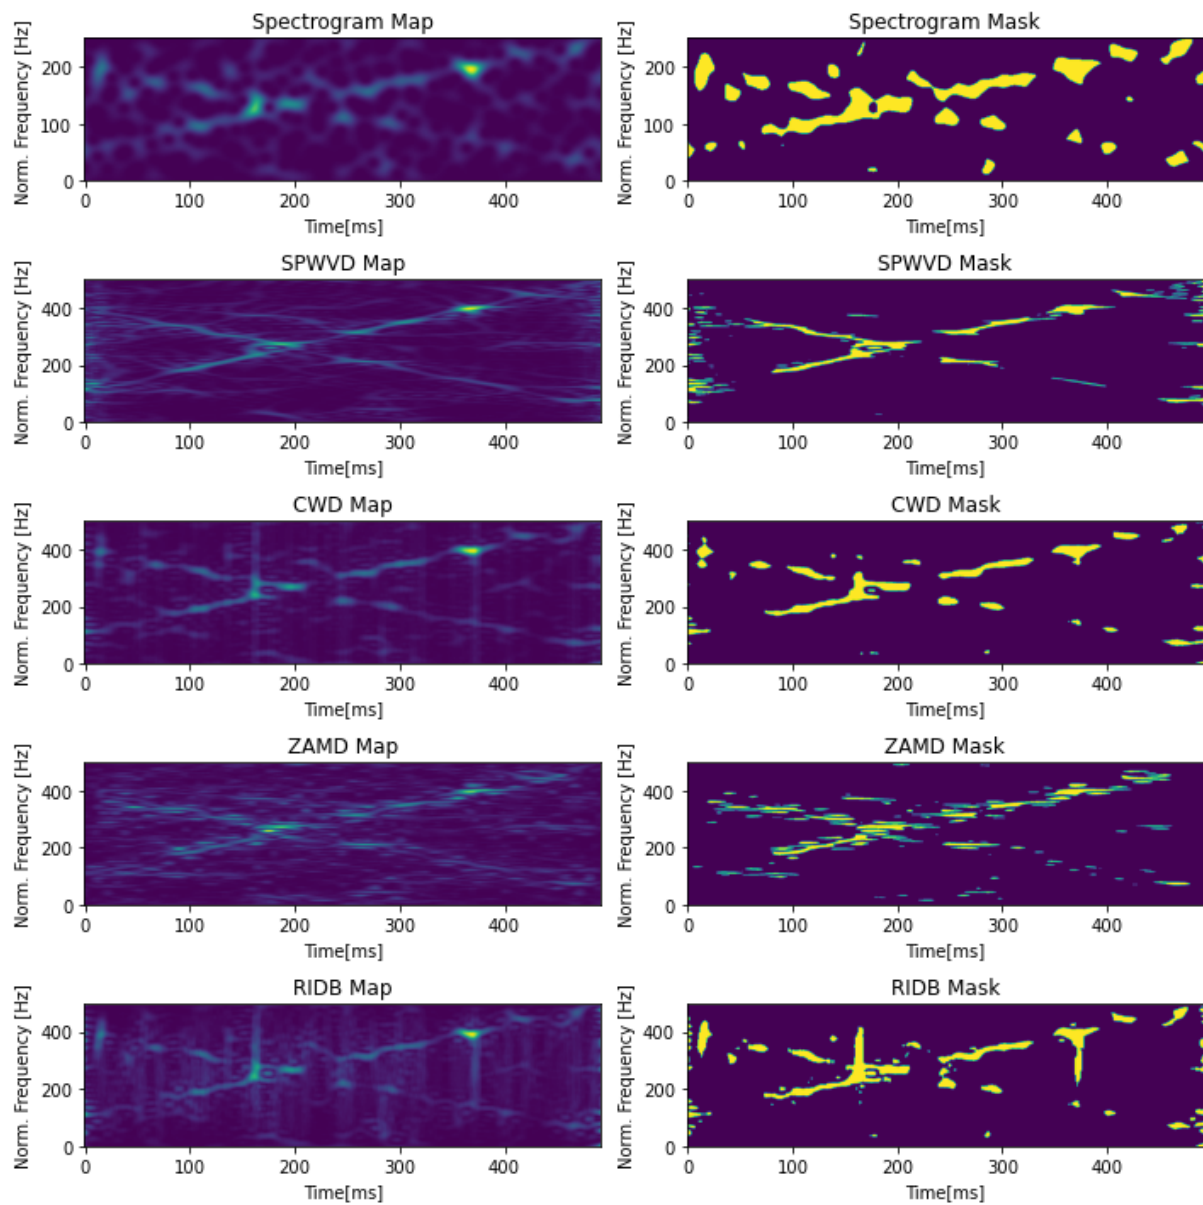 Spectrogram Map
Spectrogram Mask
Norm. Frequency [Hz]
200
100
0
0 100 200 300 400
Time[ms]
Norm. Frequency [Hz]
200
100
0
0 100 200 300 400
Time[ms]
SPWVD Map
SPWVD Mask
Norm. Frequency [Hz]
400
200
0
0 100 200 300 400
Time[ms]
Norm. Frequency [Hz]
400
200
0
0 100 200 300 400
Time[ms]
CWD Map
CWD Mask
Norm. Frequency [Hz]
400
200
0
0 100 200 300 400
Time[ms]
Norm. Frequency [Hz]
400
200
0
0 100 200 300 400
Time[ms]
ZAMD Map
ZAMD Mask
Norm. Frequency [Hz]
400
200
0
0 100 200 300 400
Time[ms]
Norm. Frequency [Hz]
400
200
0
0 100 200 300 400
Time[ms]
RIDB Map
RIDB Mask
Norm. Frequency [Hz]
400
200
0
0 100 200 300 400
Time[ms]
Norm. Frequency [Hz]
400
200
0
0 100 200 300 400
Time[ms]